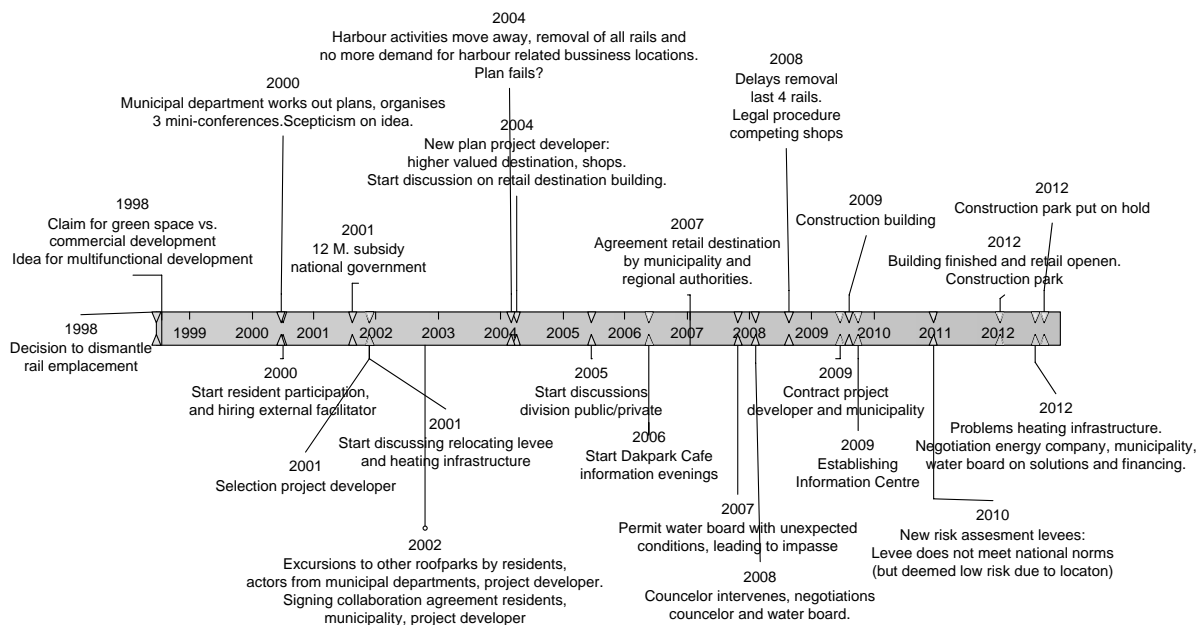 2004
Harbour activities move away, removal of all rails and
no more demand for harbour related bussiness locations.
Plan fails?
2000
Municipal department works out plans, organises
3 mini-conferences.Scepticism on idea.
2004
New plan project developer:
higher valued destination, shops.
Start discussion on retail destination building.
2008
Delays removal
last 4 rails.
Legal procedure
competing shops
1998
Claim for green space vs.
commercial development
Idea for multifunctional development
2001
12 M. subsidy
national government
2007
Agreement retail destination
by municipality and
regional authorities.
2009
Construction building
2012
Construction park put on hold
2012
Building finished and retail openen.
Construction park
1999 2000 2001 2002 2003 2004 2005 2006 2007 2008 2009 2010 2011 2012
1998
Decision to dismantle
rail emplacement
2000
Start resident participation,
and hiring external facilitator
2001
Start discussing relocating levee
and heating infrastructure
2001
Selection project developer
2002
Excursions to other roofparks by residents,
actors from municipal departments, project developer.
Signing collaboration agreement residents,
municipality, project developer
2005
Start discussions
division public/private
2006
Start Dakpark Cafe
information evenings
2007
Permit water board with unexpected
conditions, leading to impasse
2008
Councelor intervenes, negotiations
councelor and water board.
2009
Contract project
developer and municipality
2009
Establishing
Information Centre
2010
New risk assesment levees:
Levee does not meet national norms
(but deemed low risk due to locaton)
2012
Problems heating infrastructure.
Negotiation energy company, municipality,
water board on solutions and financing.